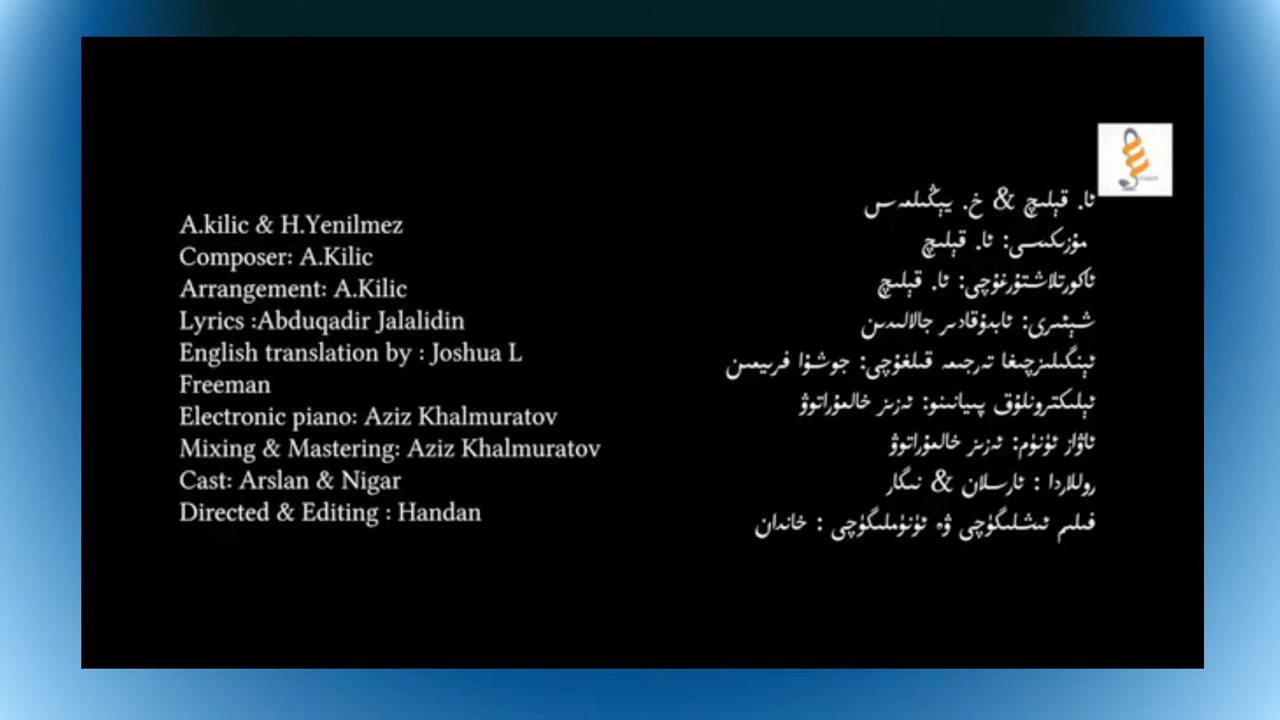 A.kilic & H.Yenilmez
Composer: A.Kilic
Arrangement: A.Kilic
Lyrics :Abduqadir Jalalidin
English translation by : Joshua L
Freeman
Electronic piano: Aziz Khalmuratov
Mixing & Mastering: Aziz Khalmuratov
Cast: Arslan & Nigar
Directed & Editing : Handan
ئا. قىلىچ & خ. يېڭىلمەس
مۇزىكىسى: ئا. قىلىچ
ئاكورتلاشتۇرغۇچى: ئا. قىلىچ
شېئىرى: ئابدۇقادىر جالالىدىن
ئېنگىلىزچىغا تەرجىمە قىلغۇچى: جوشۇا فرىيمىن
ئېلىكترونلۇق پىيانىنو: ئەزىز خالمۇراتوۋ
ئاۋاز ئۈنۈم: ئەزىز خالمۇراتوۋ
روللاردا : ئارسلان & نىگار
فىلىم ئىشلىگۈچى ۋە ئۈنۈملىگۈچى : خاندان